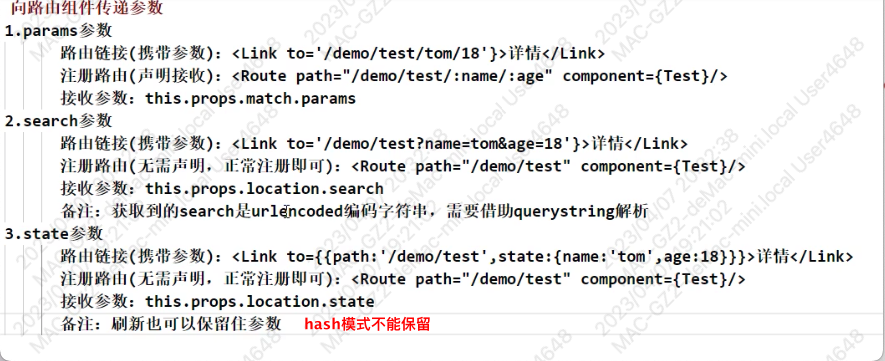 向路由组件传递参数
1.params参数
路由链接(携带参数): <Link to='/demo/test/tom/18'}>详情</Link>
注册路由(声明接收): <Route path="/demo/test/:name/:age" component={Test}/>
接收参数: this.props.match.params
2.search参数
路由链接(携带参数): <Link to='/demo/test?name=tom&age=18'}>详情</Link>
注册路由(无需声明, 正常注册即可): <Route path="/demo/test" component={Test}/>
接收参数: this.props.location.search
备注: 获取到的search是urlencoded编码字符串, 需要借助querystring解析
3.state参数
路由链接(携带参数): <Link to={{path:'/demo/test',state:{name:'tom',age:18}}}>详情</Link>
注册路由(无需声明, 正常注册即可): <Route path="/demo/test" component={Test}/>
接收参数: this.props.location.state
备注: 刷新也可以保留住参数 hash模式不能保留